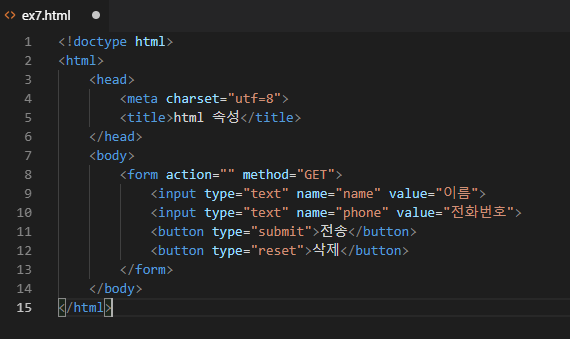 <> ex7.html ●
1 <!doctype html>
2 <html>
3     <head>
4         <meta charset="utf=8">
5         <title>html 속성</title>
6     </head>
7     <body>
8         <form action="" method="GET">
9             <input type="text" name="name" value="이름">
10             <input type="text" name="phone" value="전화번호">
11             <button type="submit">전송</button>
12             <button type="reset">삭제</button>
13         </form>
14     </body>
15 </html>